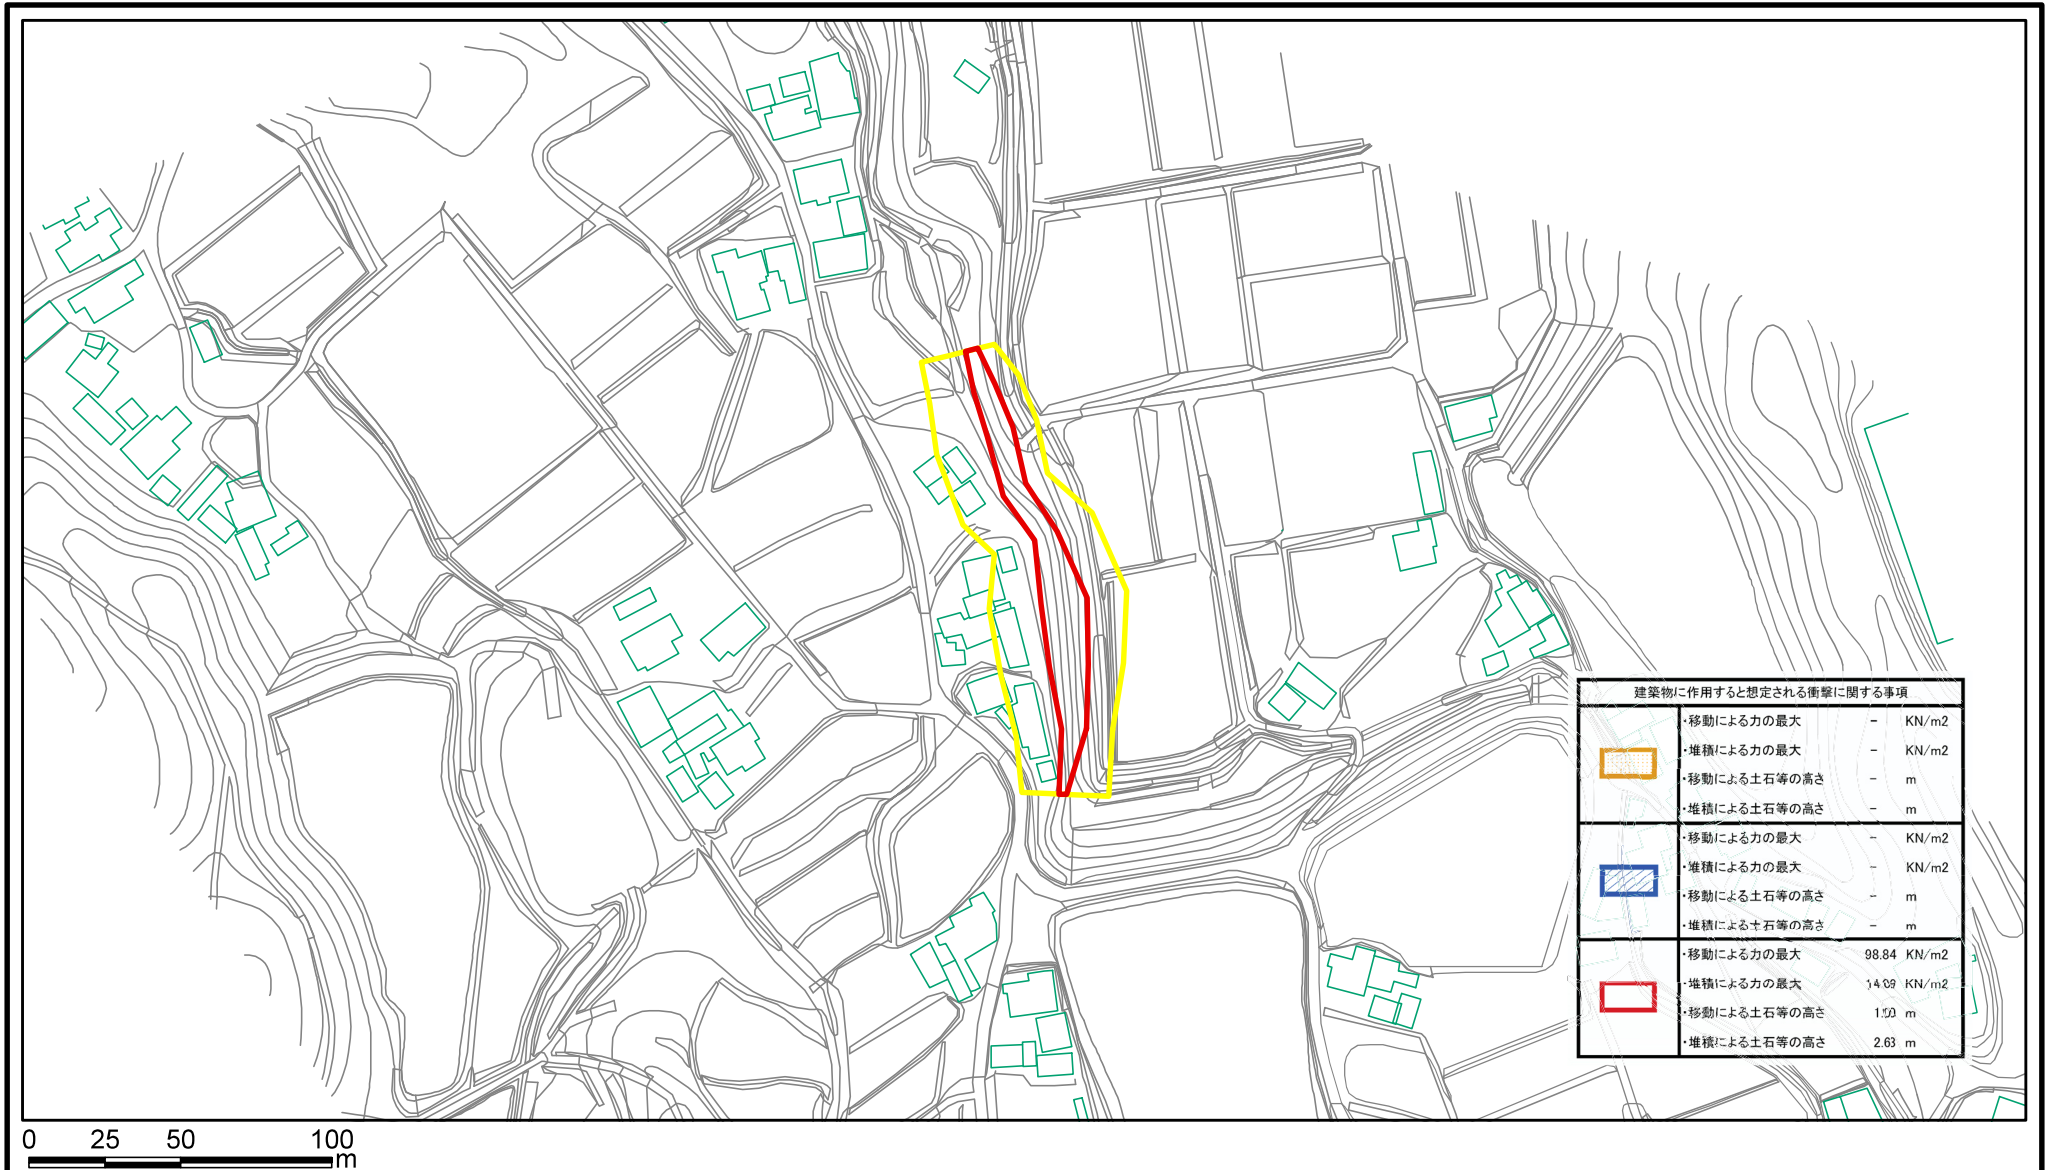 建築物に作用すると想定される衝撃に関する事項
・移動による力の最大 - KN/m2
・堆積による力の最大 - KN/m2
・移動による土石等の高さ - m
・堆積による土石等の高さ - m
・移動による力の最大 - KN/m2
・堆積による力の最大 - KN/m2
・移動による土石等の高さ - m
・堆積による土石等の高さ - m
・移動による力の最大 98.84 KN/m2
・堆積による力の最大 KN/m2
・移動による土石等の高さ m
・堆積による土石等の高さ 2.63 m
0 25 50 100
m